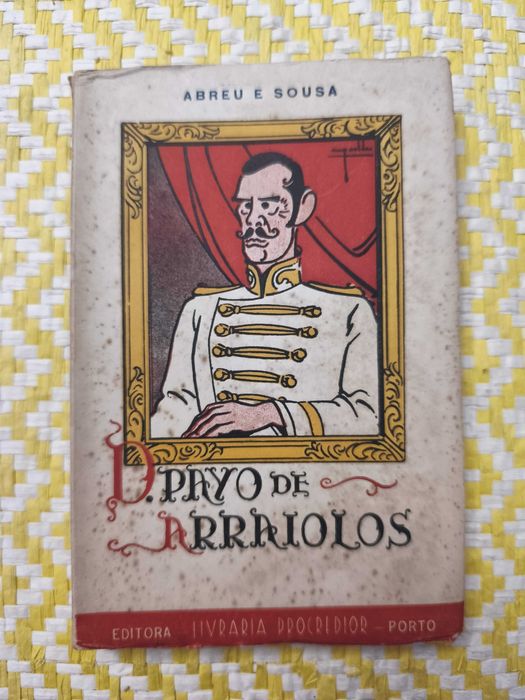 ABREU E SOUSA
D. PAYO DE
ARRAIOLOS
EDITORA - LIVRARIA PROGREDIOR - PORTO